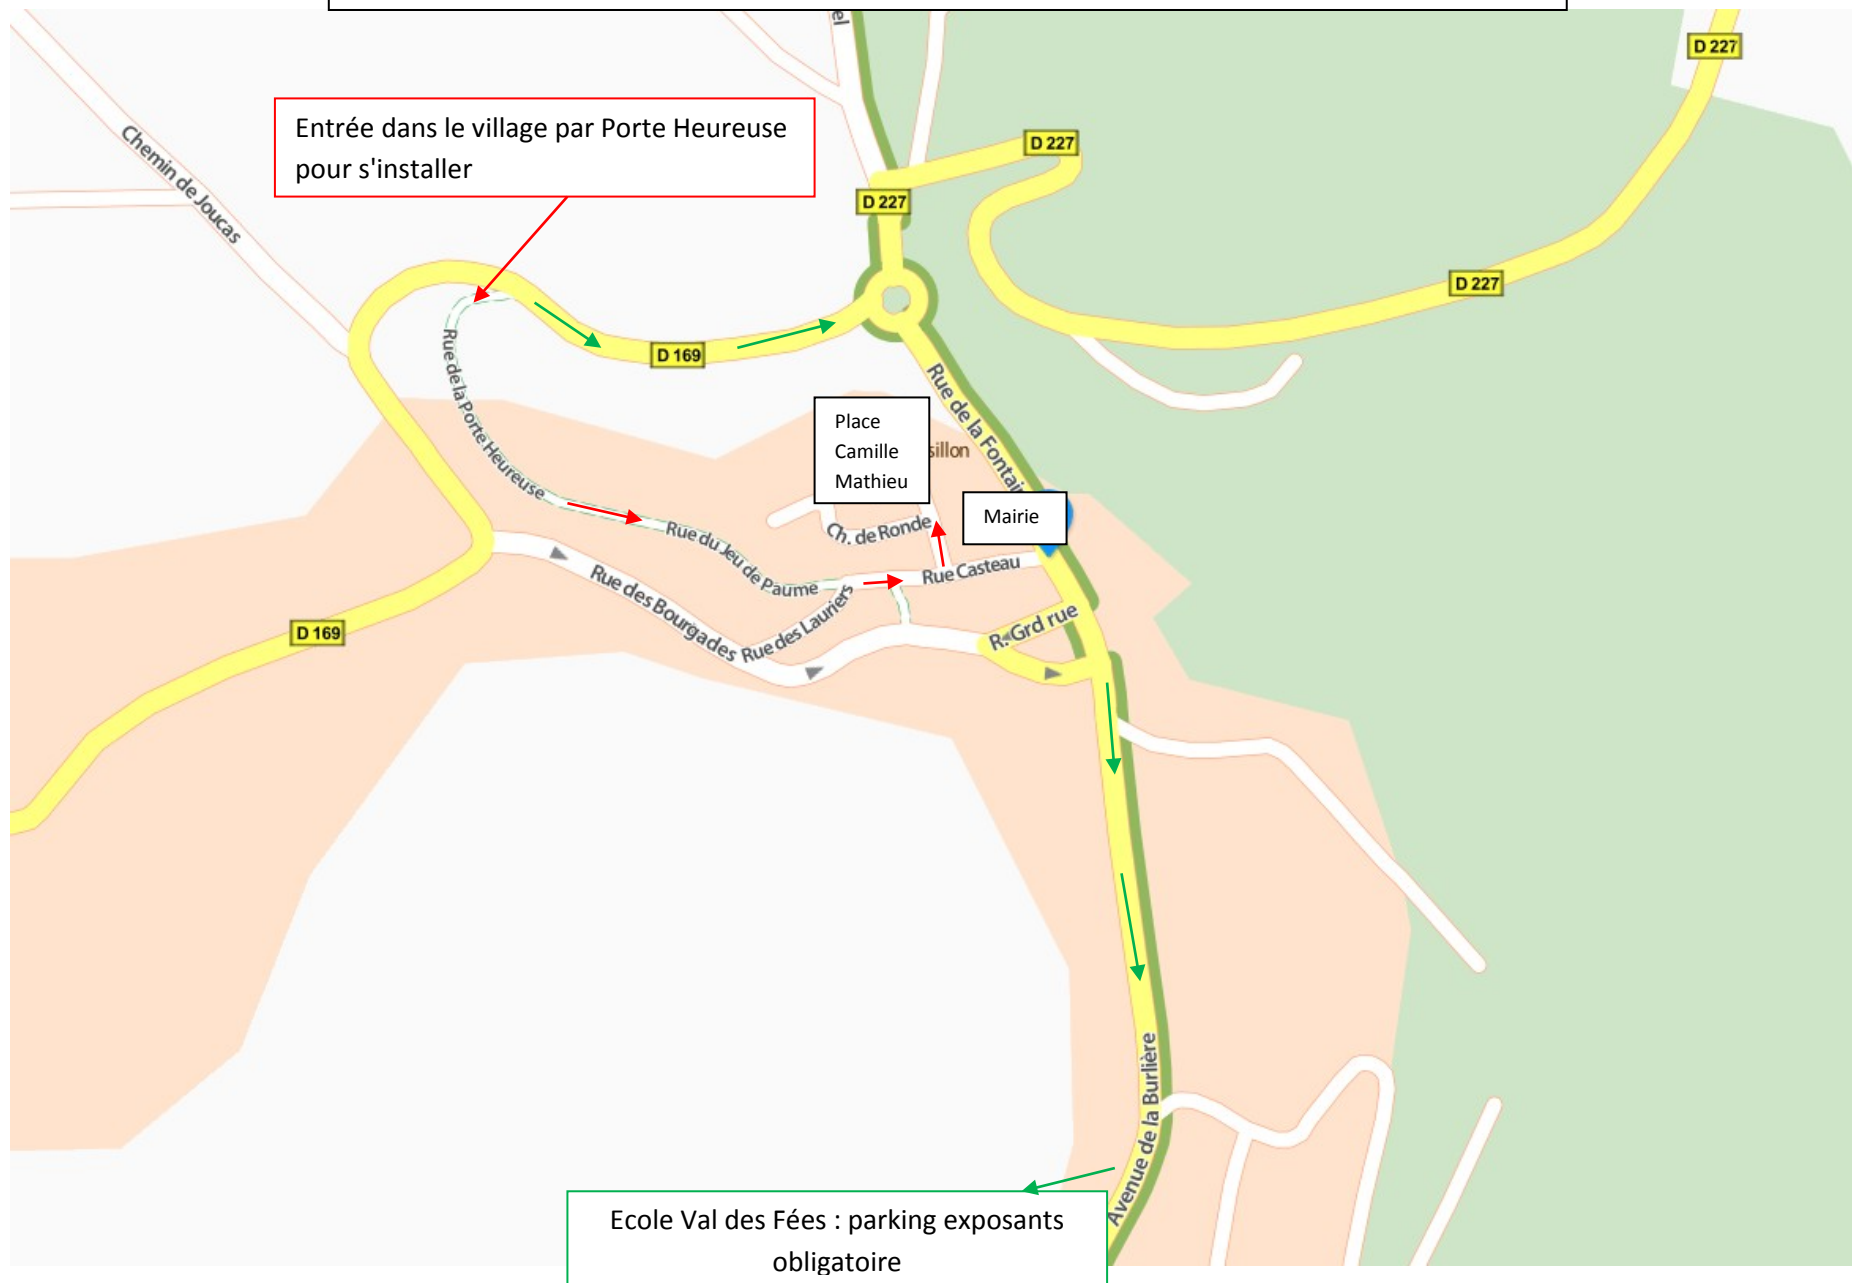 el
D 227
Entrée dans le village par Porte Heureuse
pour s'installer
D 227
Chemin de Joucas
D 227
D 227
D 169
Rue de la Porte Heureuse
Rue de la Fontain
Place
Camille
Mathieu
sillon
Mairie
Ch. de Ronde
Rue du Jeu de Paume
Rue Casteau
Rue des Bourgades
Rue des Lauriers
R. Grd rue
D 169
Avenue de la Burlière
Ecole Val des Fées : parking exposants
obligatoire